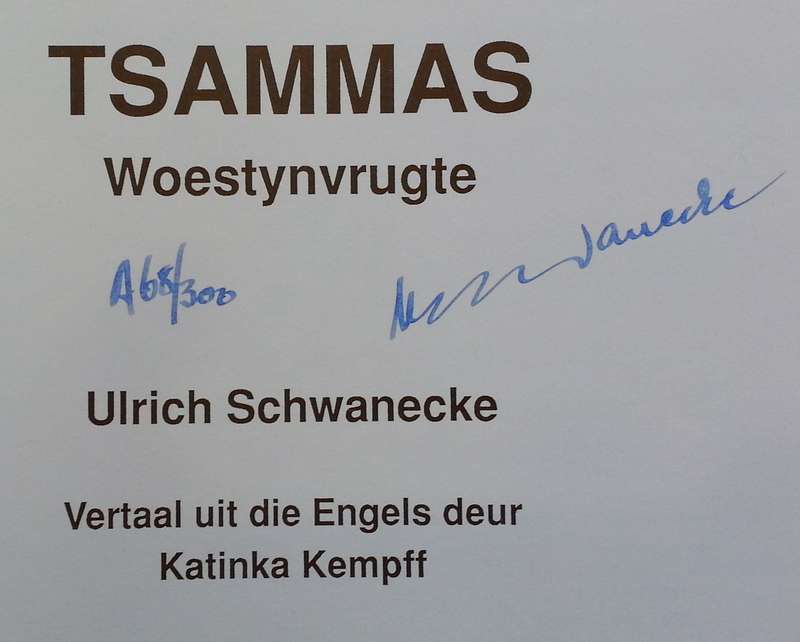 TSAMMAS
Woestynvrugte
A68/300
Ulrich Schwanecke
Vertaal uit die Engels deur
Katinka Kempff